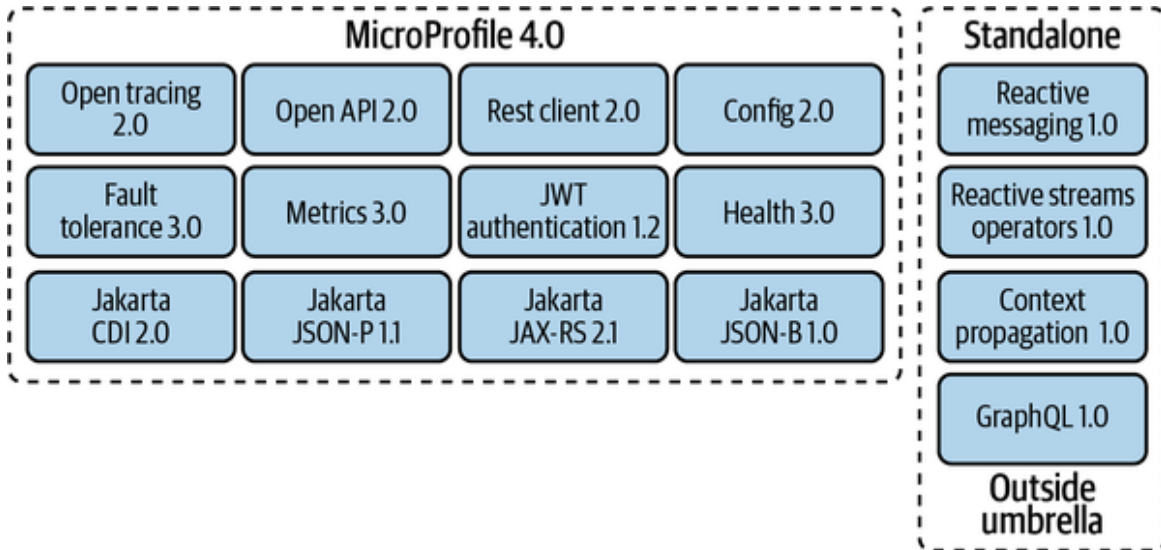 MicroProfile 4.0
Open tracing
2.0
Open API 2.0
Rest client 2.0
Config 2.0
Fault
tolerance 3.0
Metrics 3.0
JWT
authentication 1.2
Health 3.0
Jakarta
CDI 2.0
Jakarta
JSON-P 1.1
Jakarta
JAX-RS 2.1
Jakarta
JSON-B 1.0
Standalone
Reactive
messaging 1.0
Reactive streams
operators 1.0
Context
propagation 1.0
GraphQL 1.0
Outside
umbrella